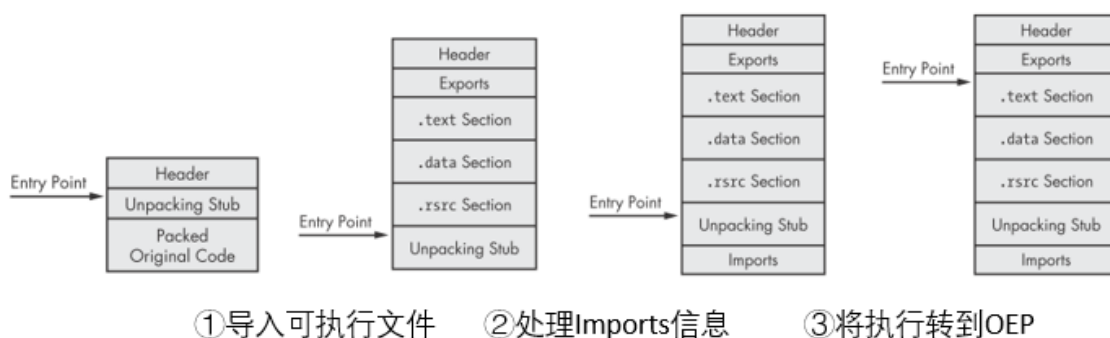 Entry Point
Header
Unpacking Stub
Packed
Original Code
Entry Point
Header
Exports
.text Section
.data Section
.rsrc Section
Unpacking Stub
Entry Point
Header
Exports
.text Section
.data Section
.rsrc Section
Unpacking Stub
Imports
Entry Point
Header
Exports
.text Section
.data Section
.rsrc Section
Unpacking Stub
Imports
①导入可执行文件 ②处理Imports信息 ③将执行转到OEP